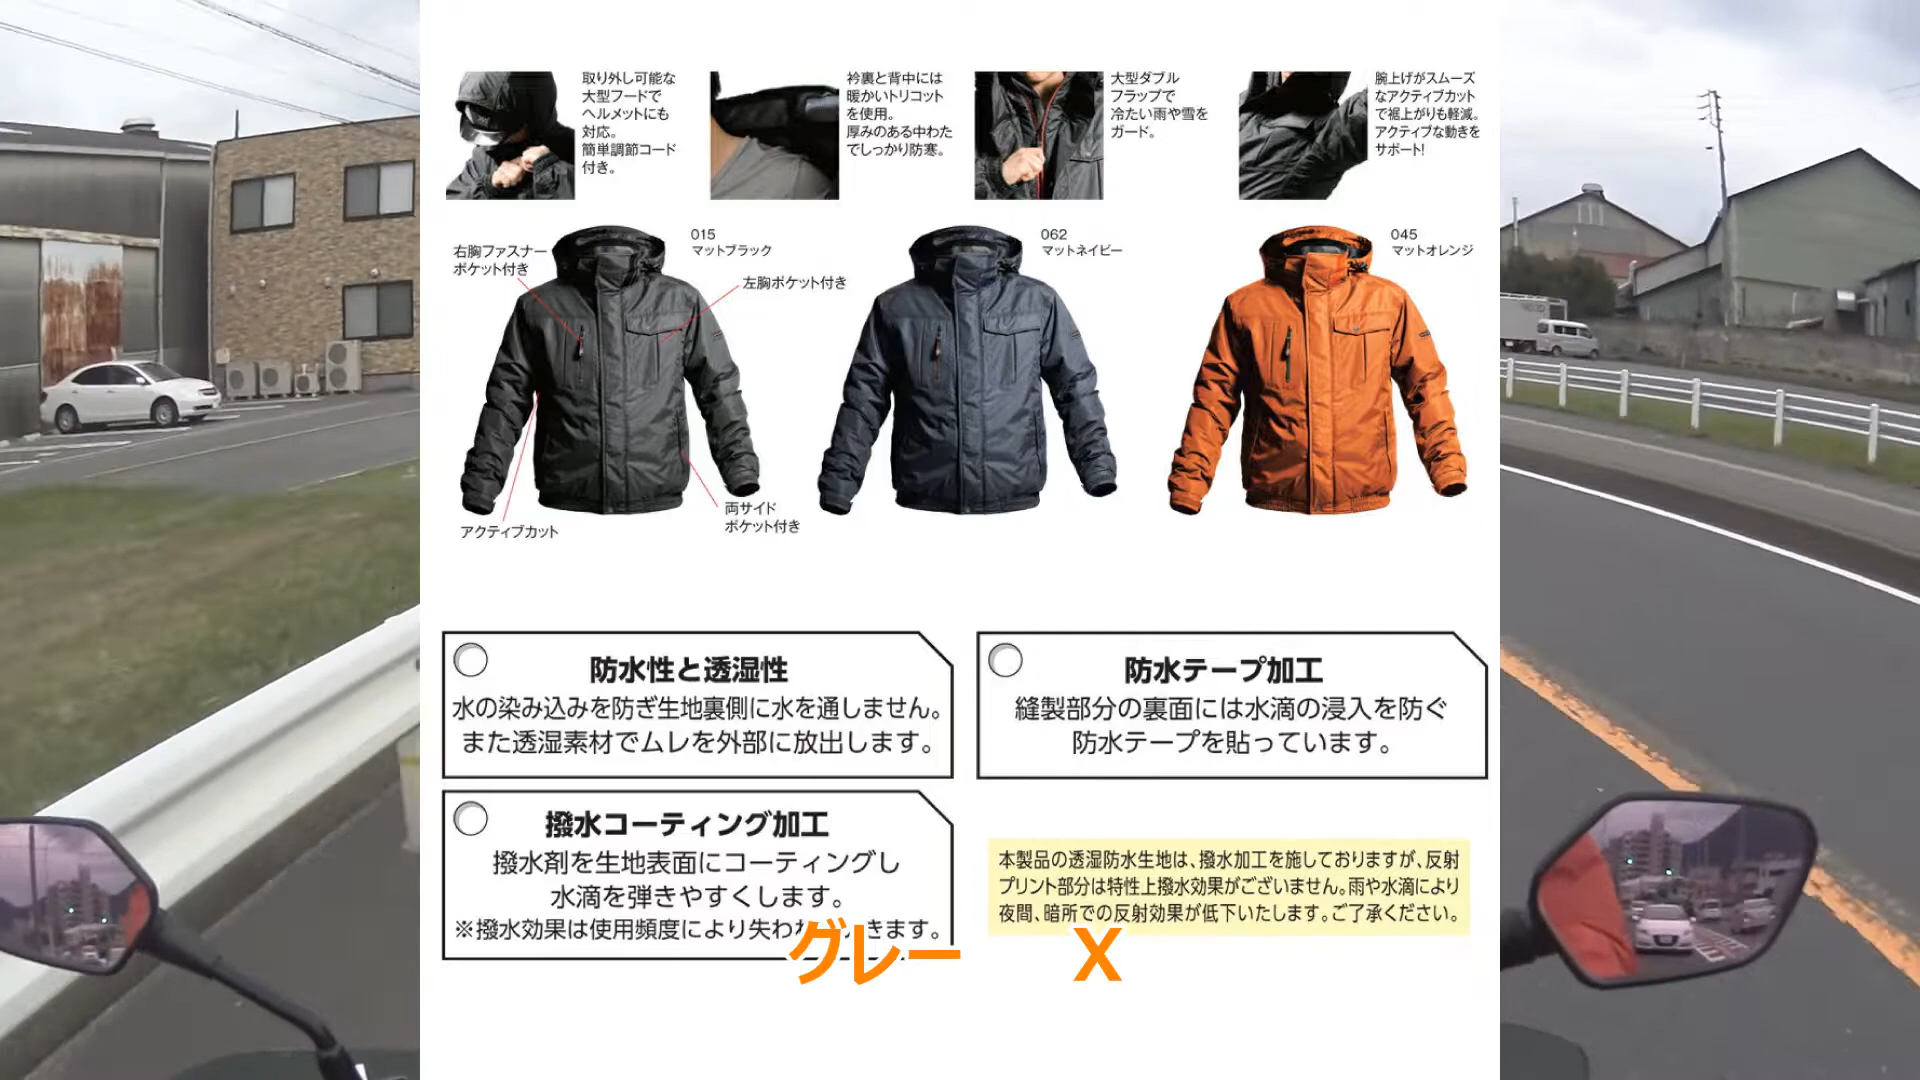 取り外し可能な
大型フードで
ヘルメットにも
対応。
簡単調節コード
付き。
衿裏と背中には
暖かいトリコット
を使用。
厚みのある中わた
でしっかり防寒。
大型ダブル
フラップで
冷たい雨や雪を
ガード。
腕上げがスムーズ
なアクティブカット
で裾上がりも軽減。
アクティブな動きを
サポート!
右胸ファスナー
ポケット付き
015
マットブラック
左胸ポケット付き
アクティブカット
両サイド
ポケット付き
062
マットネイビー
045
マットオレンジ
防水性と透湿性
水の染み込みを防ぎ生地裏側に水を通しません。
また透湿素材でムレを外部に放出します。
防水テープ加工
縫製部分の裏面には水滴の浸入を防ぐ
防水テープを貼っています。
撥水コーティング加工
撥水剤を生地表面にコーティングし
水滴を弾きやすくします。
※撥水効果は使用頻度により失わ きます。
本製品の透湿防水生地は、撥水加工を施しておりますが、反射
プリント部分は特性上撥水効果がございません。雨や水滴により
夜間、暗所での反射効果が低下いたします。ご了承ください。
グレー X